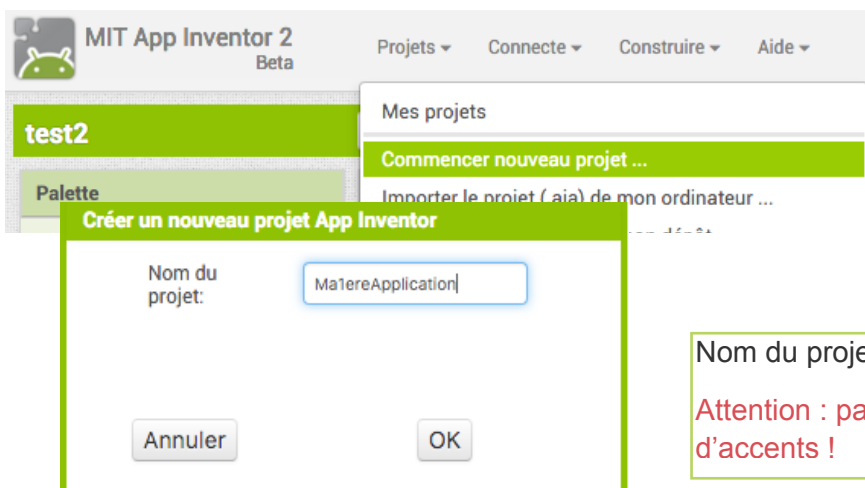 MIT App Inventor 2
Beta
Projets
Connecte
Construire
Aide
Mes projets
test2
Commencer nouveau projet ...
Palette
Importer le projet (.aia) de mon ordinateur ...
Créer un nouveau projet App Inventor
Nom du
projet:
Ma1ereApplication
Nom du
Attention :
d'accents !
Annuler
OK